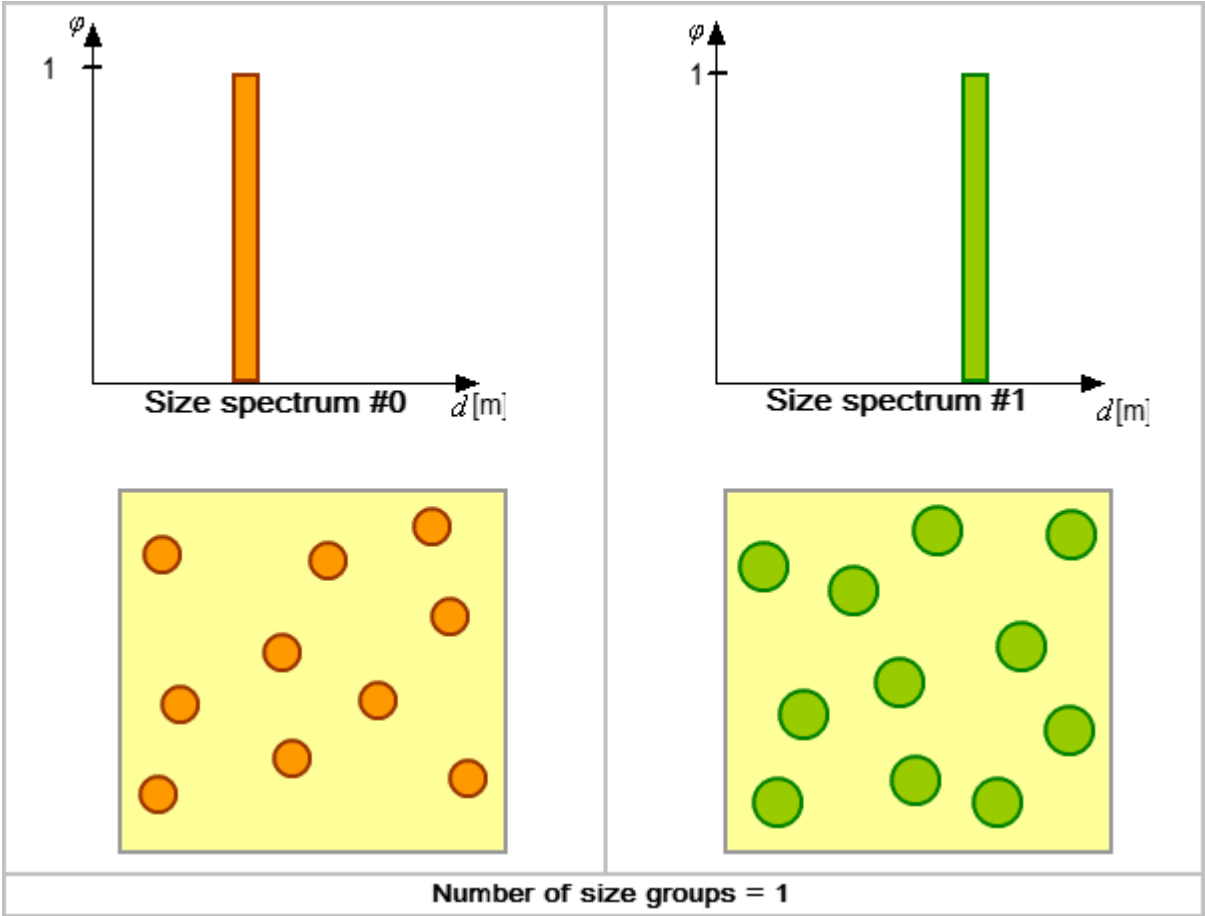 φ
1
Size spectrum #0
d [m]
φ
1
Size spectrum #1
d [m]
Number of size groups = 1